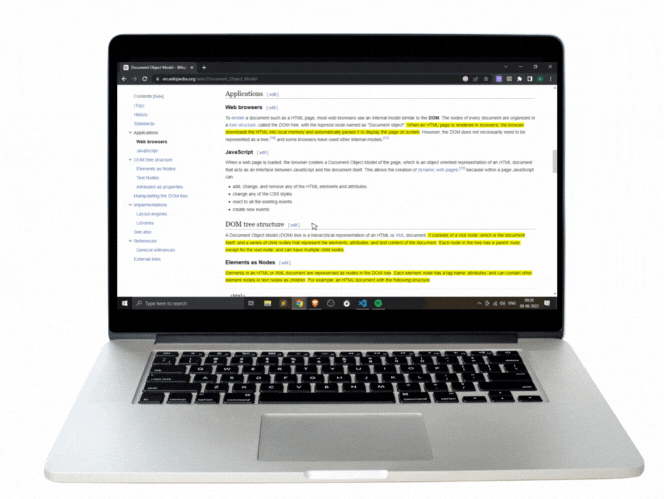 Document Object Model - Wiki
en.wikipedia.org/wiki/Document_Object_Model
Contents [hide]
(Top)
History
Standards
Applications
Web browsers
JavaScript
DOM tree structure
Elements as Nodes
Text Nodes
Attributes as properties
Manipulating the DOM tree
Implementations
Layout engines
Libraries
See also
References
General references
External links
Applications [ edit ]
Web browsers [ edit ]
To render a document such as a HTML page, most web browsers use an internal model similar to the DOM. The nodes of every document are organized in
a tree structure, called the DOM tree, with the topmost node named as "Document object". When an HTML page is rendered in browsers, the browser
downloads the HTML into local memory and automatically parses it to display the page on screen. However, the DOM does not necessarily need to be
represented as a tree, and some browsers have used other internal models.
JavaScript [ edit ]
When a web page is loaded, the browser creates a Document Object Model of the page, which is an object oriented representation of an HTML document
that acts as an interface between JavaScript and the document itself. This allows the creation of dynamic web pages, because within a page JavaScript
can:
• add, change, and remove any of the HTML elements and attributes
• change any of the CSS styles
• react to all the existing events
• create new events
DOM tree structure [ edit ]
A Document Object Model (DOM) tree is a hierarchical representation of an HTML or XML document. It consists of a root node, which is the document
itself, and a series of child nodes that represent the elements, attributes, and text content of the document. Each node in the tree has a parent node,
except for the root node, and can have multiple child nodes.
Elements as Nodes [ edit ]
Elements in an HTML or XML document are represented as nodes in the DOM tree. Each element node has a tag name, attributes, and can contain other
element nodes or text nodes as children. For example, an HTML document with the following structure:
<html>
Type here to search
ENG